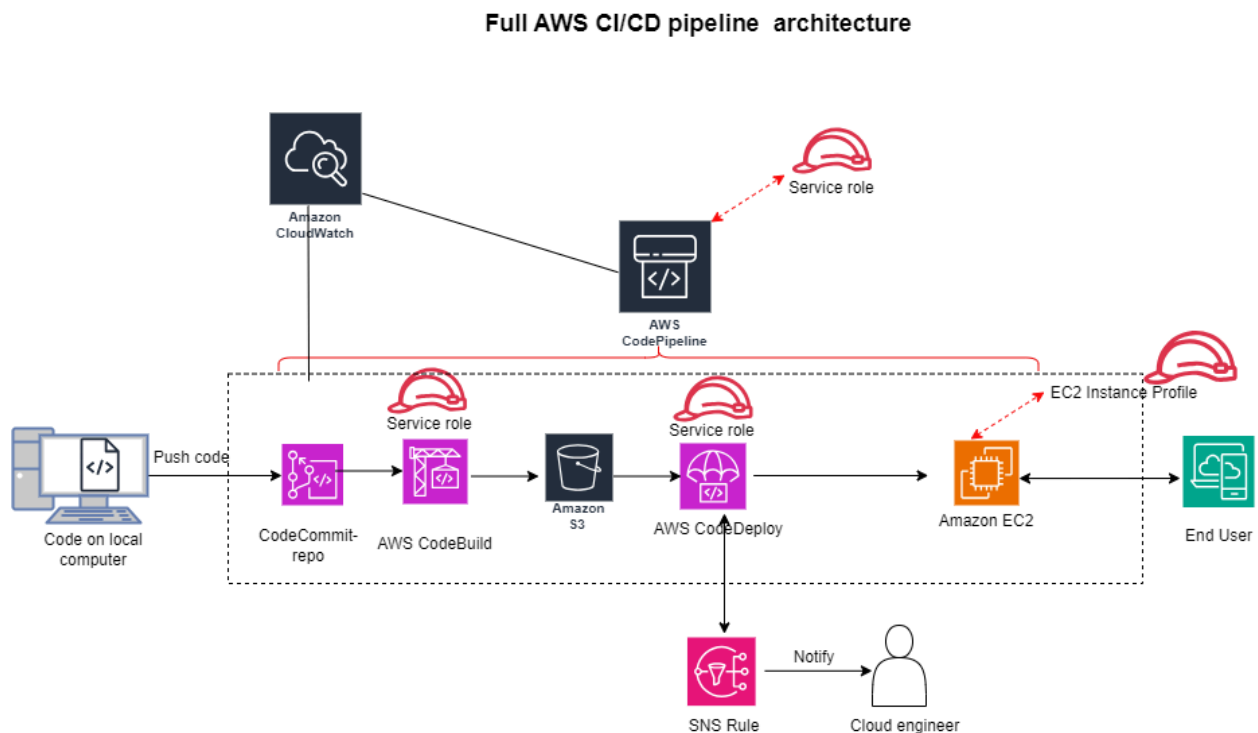 Full AWS CI/CD pipeline architecture
Amazon
CloudWatch
Service role
AWS
CodePipeline
Service role
Service role
EC2 Instance Profile
Push code
Code on local
computer
CodeCommit-
repo
AWS CodeBuild
Amazon
S3
AWS CodeDeploy
Amazon EC2
End User
SNS Rule
Notify
Cloud engineer